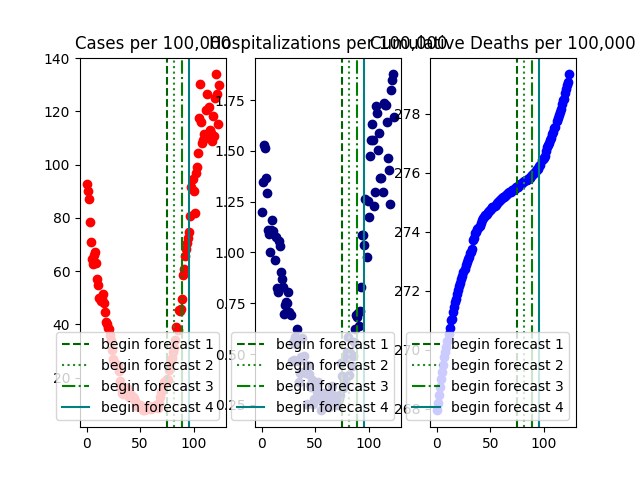 Cases per 100,000
Hospitalizations per 100,000
Cumulative Deaths per 100,000
140
120
100
80
60
40
20
0
50
100
begin forecast 1
begin forecast 2
begin forecast 3
begin forecast 4
1.75
1.50
1.25
1.00
0.75
0.50
0.25
0
50
100
begin forecast 1
begin forecast 2
begin forecast 3
begin forecast 4
278
276
274
272
270
268
0
50
100
begin forecast 1
begin forecast 2
begin forecast 3
begin forecast 4